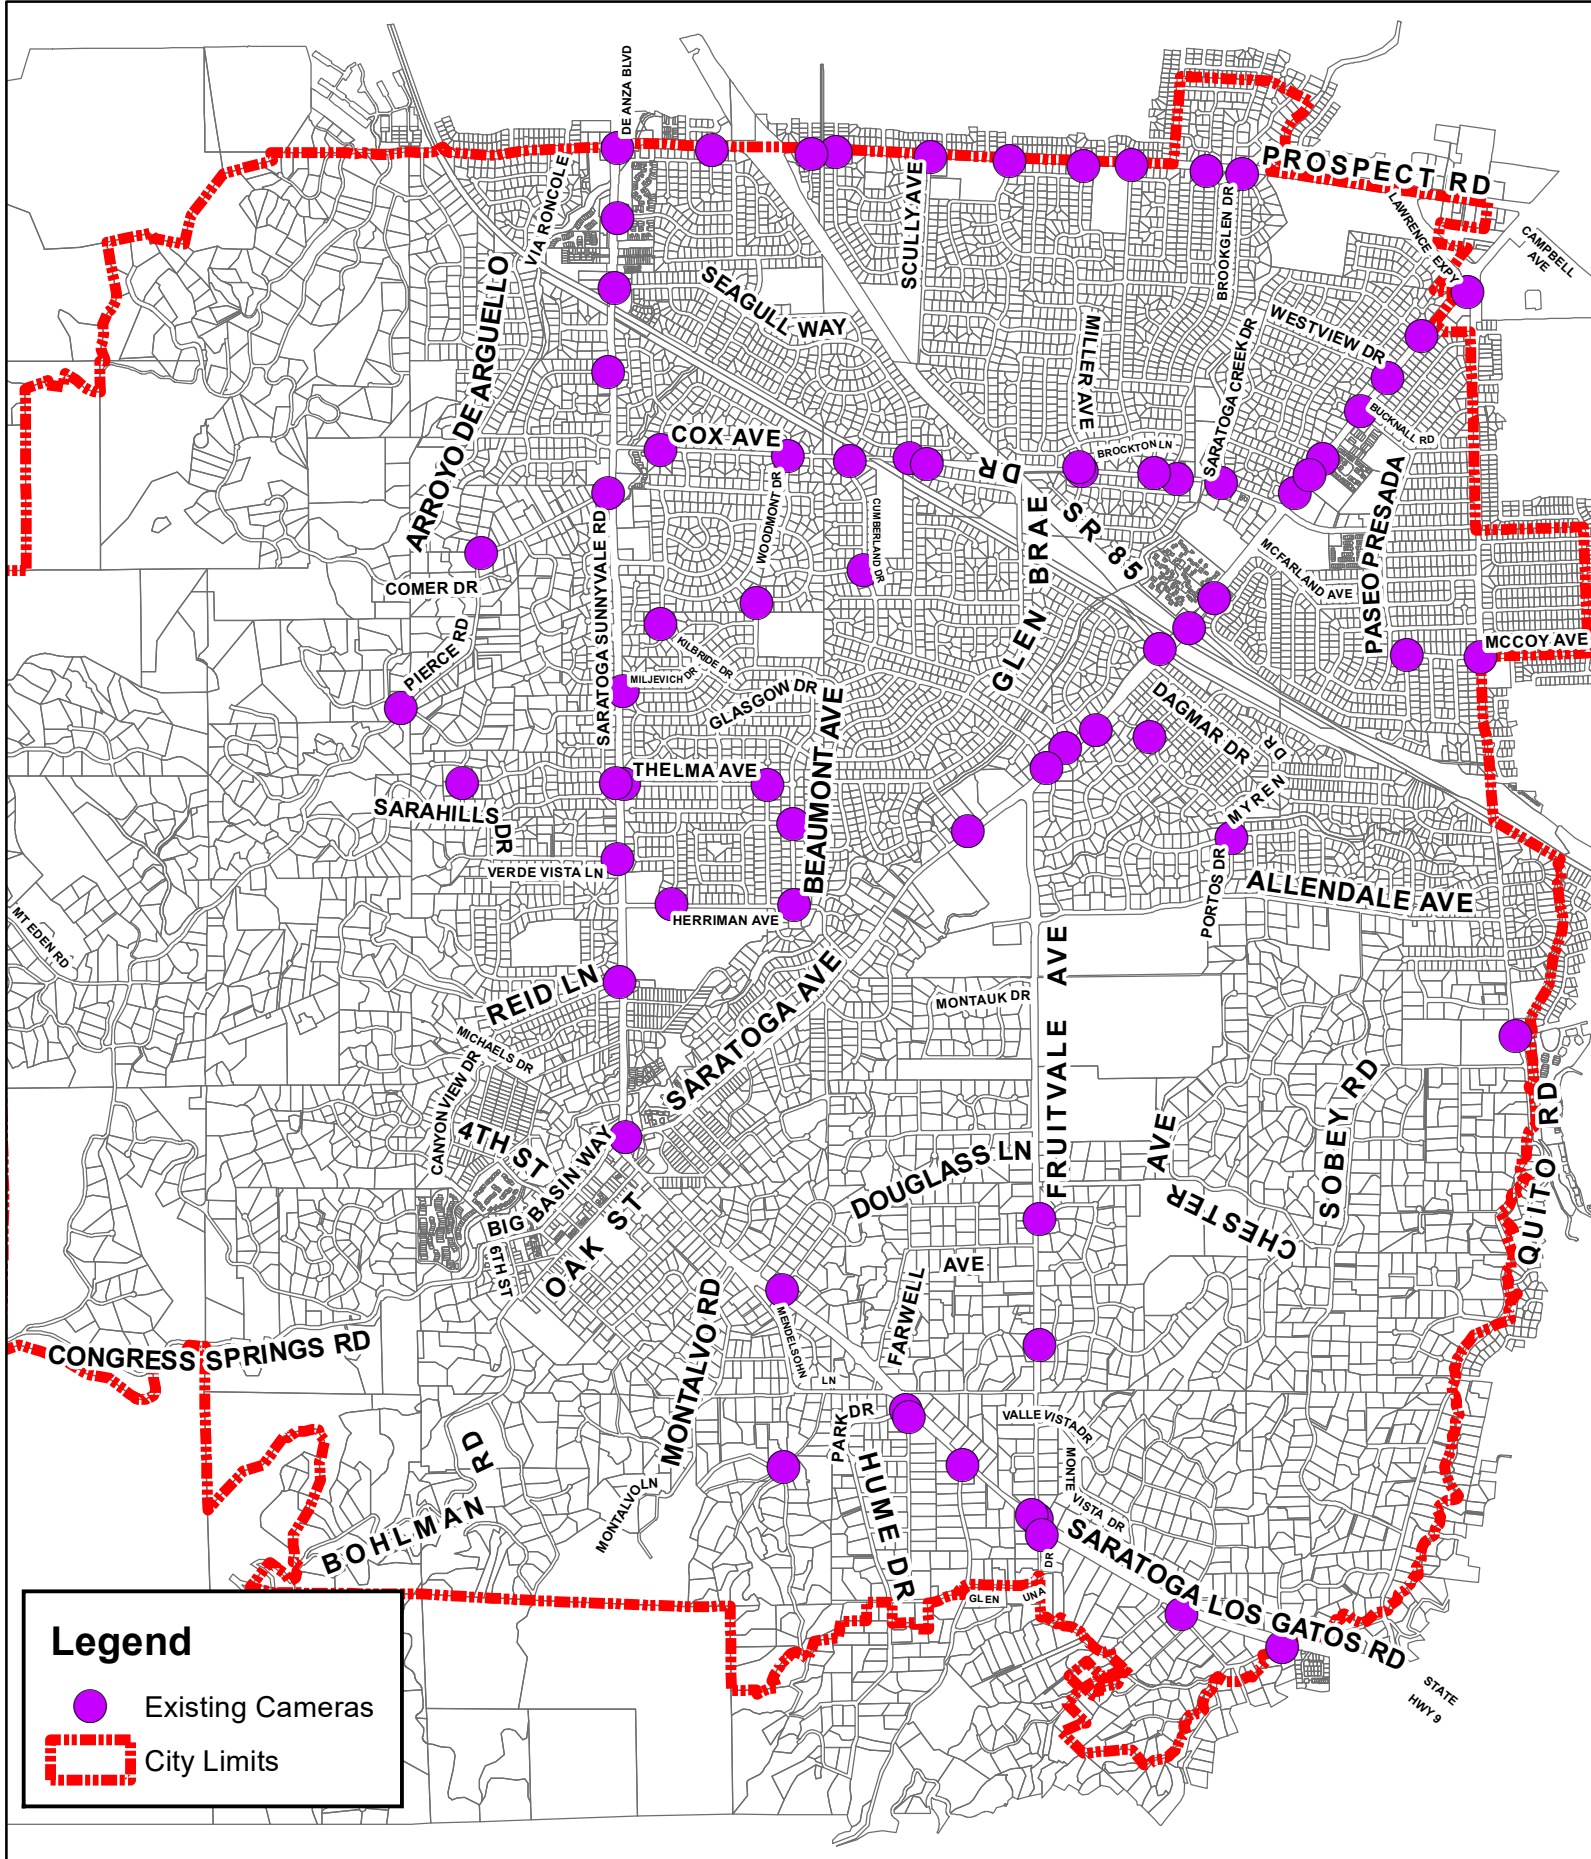 DE ANZA BLVD
PROSPECT RD
VIA RONCOLE
SCULLY AVE
BROOKGLEN DR
LAWRENCE EXPY
CAMPBELL
AVE
ARROYO DE ARGUELLO
SEAGULL WAY
MILLER AVE
WESTVIEW DR
SARATOGA CREEK DR
COX AVE
BROCKTON LN
BUCKNALL RD
DR
SR 85
WOODMONT DR
CUMBERLAND DR
GLEN BRAE
PASEO PRESADA
MCFARLAND AVE
COMER DR
SARATOGA SUNNYVALE RD
PIERCE RD
KILBRIDE DR
MCCOY AVE
MILJEVICH DR
GLASGOW DR
BEAUMONT AVE
DAGMAR DR
THELMA AVE
MYREN DR
SARAHILLS DR
VERDE VISTA LN
PORTOS DR
ALLENDALE AVE
HERRIMAN AVE
MT EDEN RD
REID LN
SARATOGA AVE
MONTAUK DR
FRUITVALE AVE
MICHAELS DR
CANYON VIEW DR
4TH ST
BIG BASIN WAY
DOUGLASS LN
CHESTER AVE
SOBEY RD
QUITO RD
6TH ST
OAK ST
FARWELL AVE
MONTALVO RD
MENDELSOHN LN
CONGRESS SPRINGS RD
PARK DR
VALLE VISTA DR
BOHLMAN RD
MONTALVO LN
HUME DR
MONTE VISTA DR
SARATOGA LOS GATOS RD
GLEN UNA DR
STATE
HWY 9
Legend
Existing Cameras
City Limits